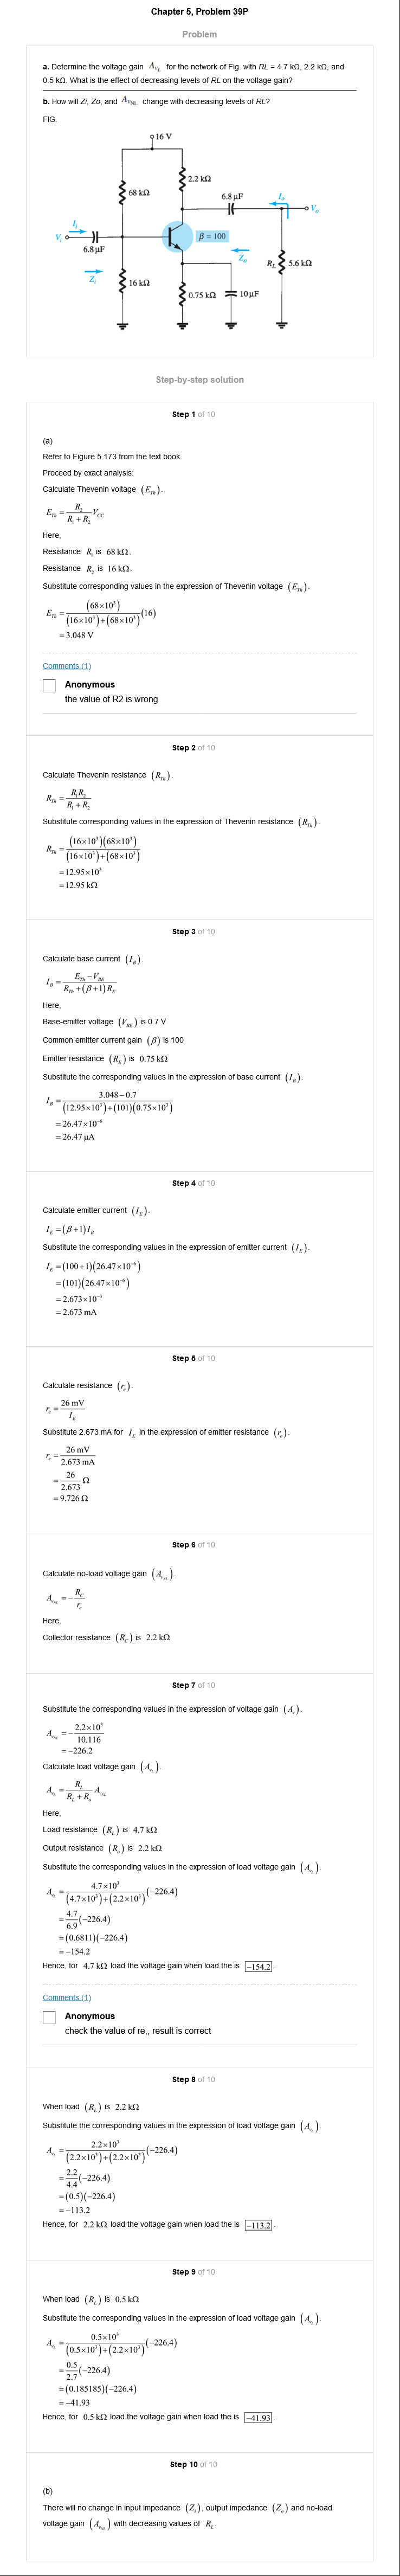 Chapter 5, Problem 39P
Problem
a. Determine the voltage gain A_{v_L} for the network of Fig. with RL = 4.7 kΩ, 2.2 kΩ, and
0.5 kΩ. What is the effect of decreasing levels of RL on the voltage gain?
b. How will Zi, Zo, and A_{v_{NL}} change with decreasing levels of RL?
FIG.
16 V
2.2 kΩ
68 kΩ
6.8 μF
I_o
V_o
I_i
V_i
β = 100
6.8 μF
Z_o
R_L
5.6 kΩ
Z_i
16 kΩ
0.75 kΩ
10 μF
Step-by-step solution
Step 1 of 10
(a)
Refer to Figure 5.173 from the text book.
Proceed by exact analysis:
Calculate Thevenin voltage (E_{Th}).
E_{Th} = \frac{R_2}{R_1 + R_2} V_{CC}
Here,
Resistance R_1 is 68 kΩ.
Resistance R_2 is 16 kΩ.
Substitute corresponding values in the expression of Thevenin voltage (E_{Th}).
E_{Th} = \frac{(68×10^3)}{(16×10^3)+(68×10^3)}(16)
= 3.048 V
Comments (1)
Anonymous
the value of R2 is wrong
Step 2 of 10
Calculate Thevenin resistance (R_{Th}).
R_{Th} = \frac{R_1R_2}{R_1 + R_2}
Substitute corresponding values in the expression of Thevenin resistance (R_{Th}).
R_{Th} = \frac{(16×10^3)(68×10^3)}{(16×10^3)+(68×10^3)}
= 12.95×10^3
= 12.95 kΩ
Step 3 of 10
Calculate base current (I_B).
I_B = \frac{E_{Th} − V_{BE}}{R_{Th} + (β+1)R_E}
Here,
Base-emitter voltage (V_{BE}) is 0.7 V
Common emitter current gain (β) is 100
Emitter resistance (R_E) is 0.75 kΩ
Substitute the corresponding values in the expression of base current (I_B).
I_B = \frac{3.048−0.7}{(12.95×10^3)+(101)(0.75×10^3)}
= 26.47×10^{-6}
= 26.47 μA
Step 4 of 10
Calculate emitter current (I_E).
I_E = (β+1)I_B
Substitute the corresponding values in the expression of emitter current (I_E).
I_E = (100+1)(26.47×10^{-6})
= (101)(26.47×10^{-6})
= 2.673×10^{-3}
= 2.673 mA
Step 5 of 10
Calculate resistance (r_e).
r_e = \frac{26 mV}{I_E}
Substitute 2.673 mA for I_E in the expression of emitter resistance (r_e).
r_e = \frac{26 mV}{2.673 mA}
= \frac{26}{2.673} Ω
= 9.726 Ω
Step 6 of 10
Calculate no-load voltage gain (A_{v_{NL}}).
A_{v_{NL}} = −\frac{R_C}{r_e}
Here,
Collector resistance (R_C) is 2.2 kΩ
Step 7 of 10
Substitute the corresponding values in the expression of voltage gain (A_v).
A_{v_{NL}} = −\frac{2.2×10^3}{10.116}
= −226.2
Calculate load voltage gain (A_{v_L}).
A_{v_L} = \frac{R_L}{R_L + R_o} A_{v_{NL}}
Here,
Load resistance (R_L) is 4.7 kΩ
Output resistance (R_o) is 2.2 kΩ
Substitute the corresponding values in the expression of load voltage gain (A_{v_L}).
A_{v_L} = \frac{4.7×10^3}{(4.7×10^3)+(2.2×10^3)}(−226.4)
= \frac{4.7}{6.9}(−226.4)
= (0.6811)(−226.4)
= −154.2
Hence, for 4.7 kΩ load the voltage gain when load the is −154.2.
Comments (1)
Anonymous
check the value of re,, result is correct
Step 8 of 10
When load (R_L) is 2.2 kΩ
Substitute the corresponding values in the expression of load voltage gain (A_{v_L}).
A_{v_L} = \frac{2.2×10^3}{(2.2×10^3)+(2.2×10^3)}(−226.4)
= \frac{2.2}{4.4}(−226.4)
= (0.5)(−226.4)
= −113.2
Hence, for 2.2 kΩ load the voltage gain when load the is −113.2.
Step 9 of 10
When load (R_L) is 0.5 kΩ
Substitute the corresponding values in the expression of load voltage gain (A_{v_L}).
A_{v_L} = \frac{0.5×10^3}{(0.5×10^3)+(2.2×10^3)}(−226.4)
= \frac{0.5}{2.7}(−226.4)
= (0.185185)(−226.4)
= −41.93
Hence, for 0.5 kΩ load the voltage gain when load the is −41.93.
Step 10 of 10
(b)
There will no change in input impedance (Z_i), output impedance (Z_o) and no-load
voltage gain (A_{v_{NL}}) with decreasing values of R_L.